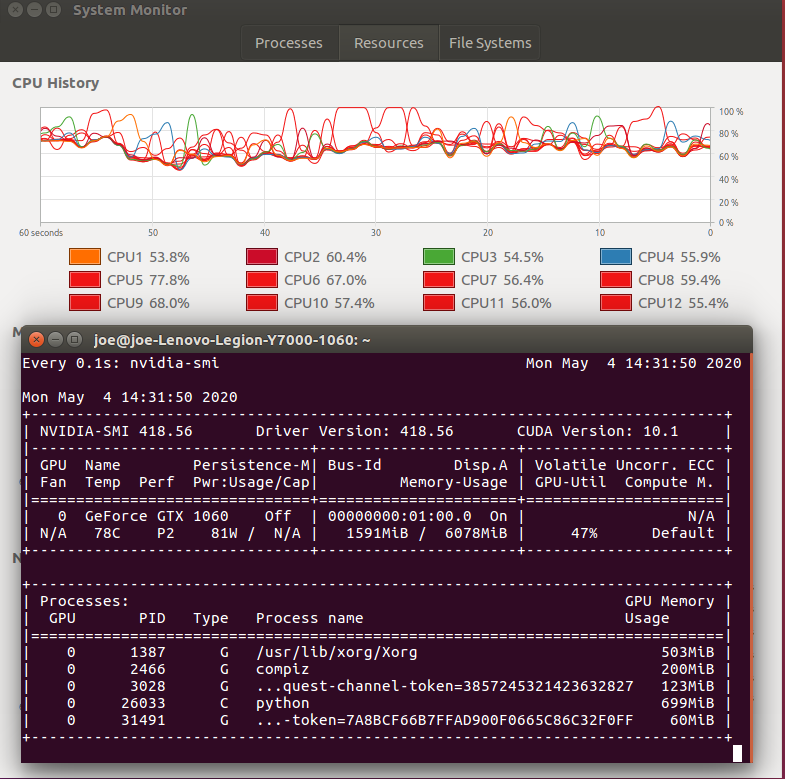 System Monitor
Processes Resources File Systems
CPU History
100 %
80 %
60 %
40 %
20 %
0 %
60 seconds 50 40 30 20 10 0
CPU1 53.8% CPU2 60.4% CPU3 54.5% CPU4 55.9%
CPU5 77.8% CPU6 67.0% CPU7 56.4% CPU8 59.4%
CPU9 68.0% CPU10 57.4% CPU11 56.0% CPU12 55.4%
joe@joe-Lenovo-Legion-Y7000-1060: ~
Every 0.1s: nvidia-smi Mon May  4 14:31:50 2020
Mon May  4 14:31:50 2020
+-----------------------------------------------------------------------------+
| NVIDIA-SMI 418.56       Driver Version: 418.56       CUDA Version: 10.1     |
|-------------------------------+----------------------+----------------------+
| GPU  Name        Persistence-M| Bus-Id        Disp.A | Volatile Uncorr. ECC |
| Fan  Temp  Perf  Pwr:Usage/Cap|         Memory-Usage | GPU-Util  Compute M. |
|===============================+======================+======================|
|   0  GeForce GTX 1060    Off  | 00000000:01:00.0  On |                  N/A |
| N/A   78C    P2    81W /  N/A |   1591MiB /  6078MiB |     47%      Default |
+-------------------------------+----------------------+----------------------+
+-----------------------------------------------------------------------------+
| Processes:                                                       GPU Memory |
|  GPU       PID   Type   Process name                             Usage      |
|=============================================================================|
|    0      1387      G   /usr/lib/xorg/Xorg                           503MiB |
|    0      2466      G   compiz                                       200MiB |
|    0      3028      G   ...quest-channel-token=3857245321423632827   123MiB |
|    0     26033      C   python                                       699MiB |
|    0     31491      G   ...-token=7A8BCF66B7FFAD900F0665C86C32F0FF    60MiB |
+-----------------------------------------------------------------------------+